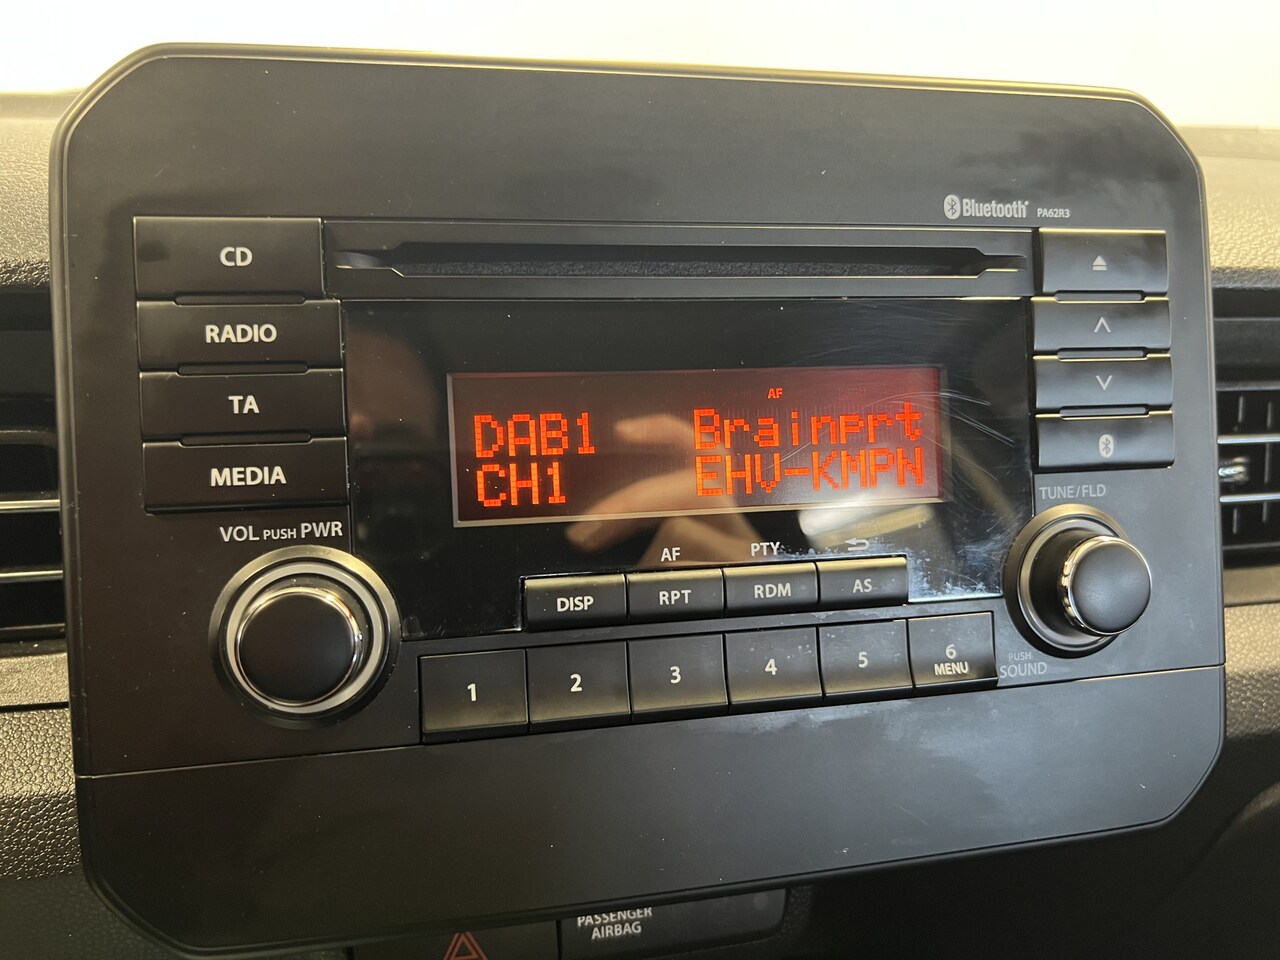 Bluetooth PA62R3
CD
RADIO
TA
MEDIA
VOL PUSH PWR
AF
DAB1 Brainprt
CH1 EHV-KMPN
TUNE/FLD
AF PTY
DISP RPT RDM AS
1 2 3 4 5 6
MENU
PUSH
SOUND
PASSENGER
AIRBAG